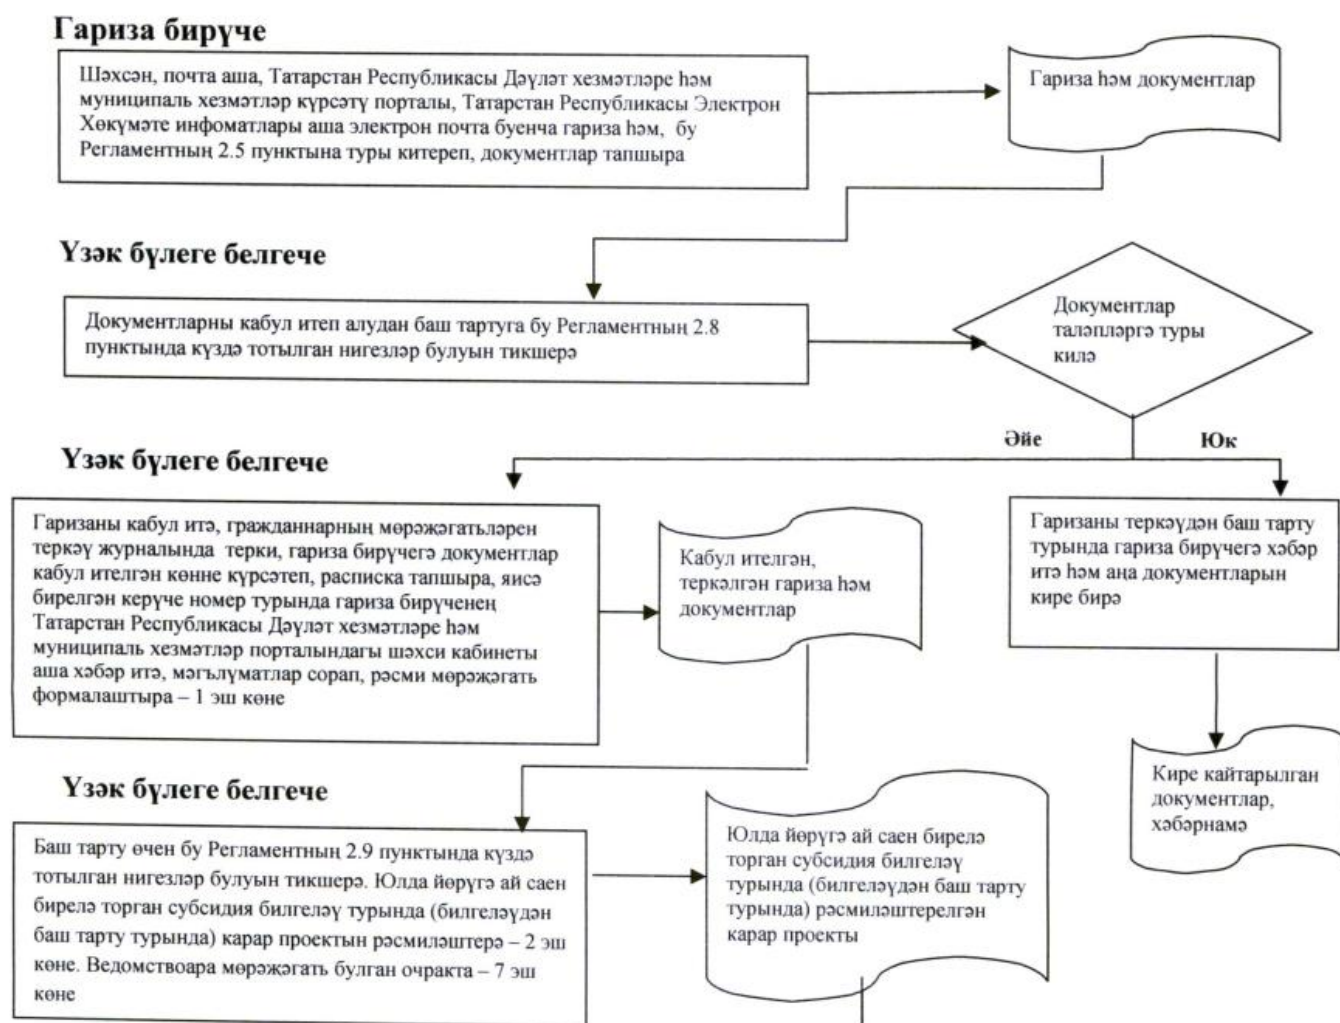 Гариза бирүче
Шәхсән, почта аша, Татарстан Республикасы Дәүләт хезмәтләре һәм
муниципаль хезмәтләр күрсәтү порталы, Татарстан Республикасы Электрон
Хөкүмәте инфоматлары аша электрон почта буенча гариза һәм, бу
Регламентның 2.5 пунктына туры китереп, документлар тапшыра
Гариза һәм документлар
Үзәк бүлеге белгече
Документларны кабул итеп алудан баш тартуга бу Регламентның 2.8
пунктында күздә тотылган нигезләр булуын тикшерә
Документлар
таләпләргә туры
килә
Әйе
Юк
Үзәк бүлеге белгече
Гаризаны кабул итә, гражданнарның мөрәҗәгатьләрен
теркәү журналында терки, гариза бирүчегә документлар
кабул ителгән көнне күрсәтеп, расписка тапшыра, яисә
бирелгән керүче номер турында гариза бирүченең
Татарстан Республикасы Дәүләт хезмәтләре һәм
муниципаль хезмәтләр порталындагы шәхси кабинеты
аша хәбәр итә, мәгълүматлар сорап, рәсми мөрәҗәгать
формалаштыра – 1 эш көне
Кабул ителгән,
теркәлгән гариза һәм
документлар
Гаризаны теркәүдән баш тарту
турында гариза бирүчегә хәбәр
итә һәм аңа документларын
кире бирә
Кире кайтарылган
документлар,
хәбәрнамә
Үзәк бүлеге белгече
Баш тарту өчен бу Регламентның 2.9 пунктында күздә
тотылган нигезләр булуын тикшерә. Юлда йөрүгә ай саен
бирелә торган субсидия билгеләү турында (билгеләүдән
баш тарту турында) карар проектын рәсмиләштерә – 2 эш
көне. Ведомствоара мөрәҗәгать булган очракта – 7 эш
көне
Юлда йөрүгә ай саен бирелә
торган субсидия билгеләү
турында (билгеләүдән баш тарту
турында) рәсмиләштерелгән
карар проекты